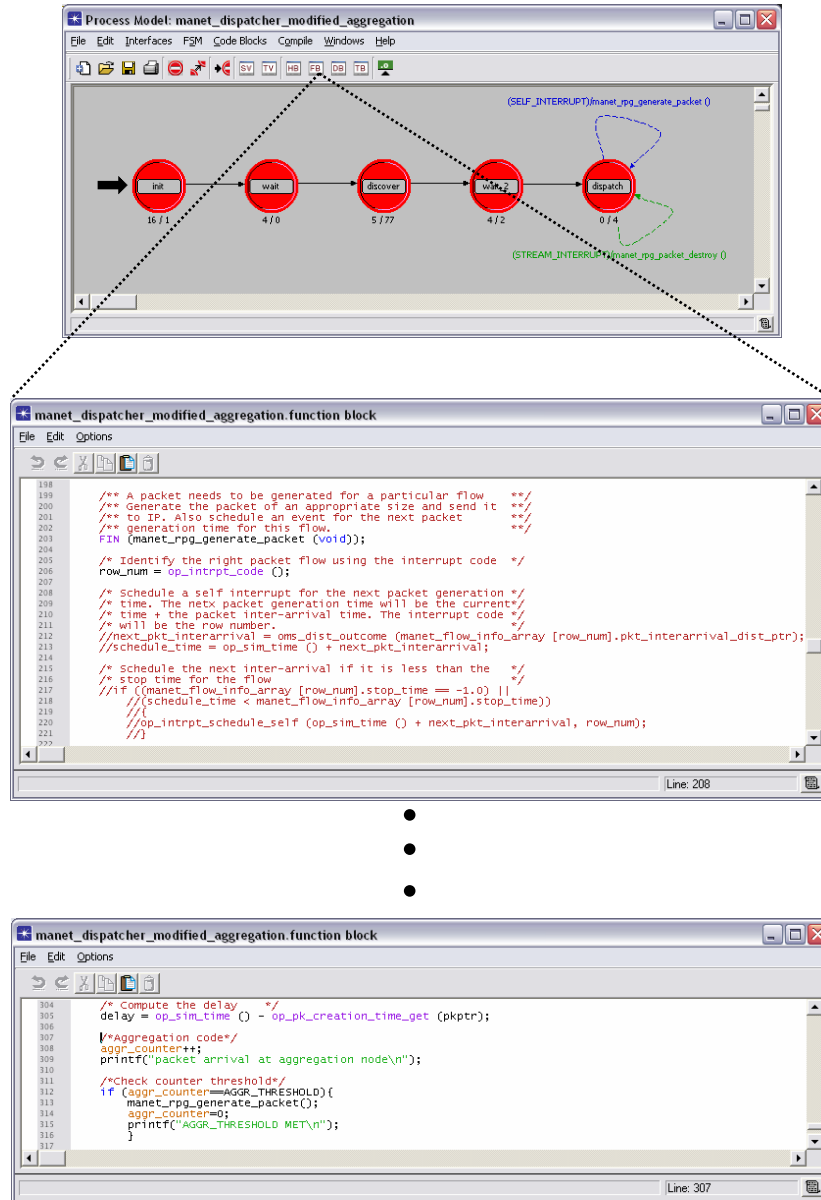 Process Model: manet_dispatcher_modified_aggregation
File Edit Interfaces FSM Code Blocks Compile Windows Help
SV TV HB FB DB TB
(SELF_INTERRUPT)/manet_rpg_generate_packet ()
init wait discover wait_2 dispatch
16 / 1 4 / 0 5 / 77 4 / 2 0 / 4
(STREAM_INTERRUPT)/manet_rpg_packet_destroy ()
manet_dispatcher_modified_aggregation.function block
File Edit Options
198
199 /** A packet needs to be generated for a particular flow **/
200 /** Generate the packet of an appropriate size and send it **/
201 /** to IP. Also schedule an event for the next packet **/
202 /** generation time for this flow. **/
203 FIN (manet_rpg_generate_packet (void));
204
205 /* Identify the right packet flow using the interrupt code */
206 row_num = op_intrpt_code ();
207
208 /* Schedule a self interrupt for the next packet generation */
209 /* time. The netx packet generation time will be the current*/
210 /* time + the packet inter-arrival time. The interrupt code */
211 /* will be the row number. */
212 //next_pkt_interarrival = oms_dist_outcome (manet_flow_info_array [row_num].pkt_interarrival_dist_ptr);
213 //schedule_time = op_sim_time () + next_pkt_interarrival;
214
215 /* Schedule the next inter-arrival if it is less than the */
216 /* stop time for the flow */
217 //if ((manet_flow_info_array [row_num].stop_time == -1.0) ||
218 //(schedule_time < manet_flow_info_array [row_num].stop_time))
219 //{
220 //op_intrpt_schedule_self (op_sim_time () + next_pkt_interarrival, row_num);
221 //}
222
Line: 208
manet_dispatcher_modified_aggregation.function block
File Edit Options
304 /* Compute the delay */
305 delay = op_sim_time () - op_pk_creation_time_get (pkptr);
306
307 /*Aggregation code*/
308 aggr_counter++;
309 printf("packet arrival at aggregation node\n");
310
311 /*Check counter threshold*/
312 if (aggr_counter==AGGR_THRESHOLD){
313 manet_rpg_generate_packet();
314 aggr_counter=0;
315 printf("AGGR_THRESHOLD MET\n");
316 }
317
Line: 307